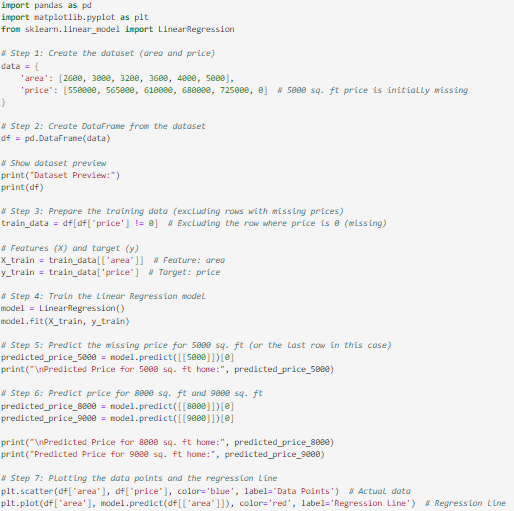 import pandas as pd
import matplotlib.pyplot as plt
from sklearn.linear_model import LinearRegression

# Step 1: Create the dataset (area and price)
data = {
    'area': [2600, 3000, 3200, 3600, 4000, 5000],
    'price': [550000, 565000, 610000, 680000, 725000, 0]  # 5000 sq. ft price is initially missing
}

# Step 2: Create DataFrame from the dataset
df = pd.DataFrame(data)

# Show dataset preview
print("Dataset Preview:")
print(df)

# Step 3: Prepare the training data (excluding rows with missing prices)
train_data = df[df['price'] != 0]  # Excluding the row where price is 0 (missing)

# Features (X) and target (y)
X_train = train_data[['area']]  # Feature: area
y_train = train_data['price']  # Target: price

# Step 4: Train the Linear Regression model
model = LinearRegression()
model.fit(X_train, y_train)

# Step 5: Predict the missing price for 5000 sq. ft (or the last row in this case)
predicted_price_5000 = model.predict([[5000]])[0]
print("\nPredicted Price for 5000 sq. ft home:", predicted_price_5000)

# Step 6: Predict price for 8000 sq. ft and 9000 sq. ft
predicted_price_8000 = model.predict([[8000]])[0]
predicted_price_9000 = model.predict([[9000]])[0]

print("\nPredicted Price for 8000 sq. ft home:", predicted_price_8000)
print("Predicted Price for 9000 sq. ft home:", predicted_price_9000)

# Step 7: Plotting the data points and the regression line
plt.scatter(df['area'], df['price'], color='blue', label='Data Points')  # Actual data
plt.plot(df['area'], model.predict(df[['area']]), color='red', label='Regression Line')  # Regression line